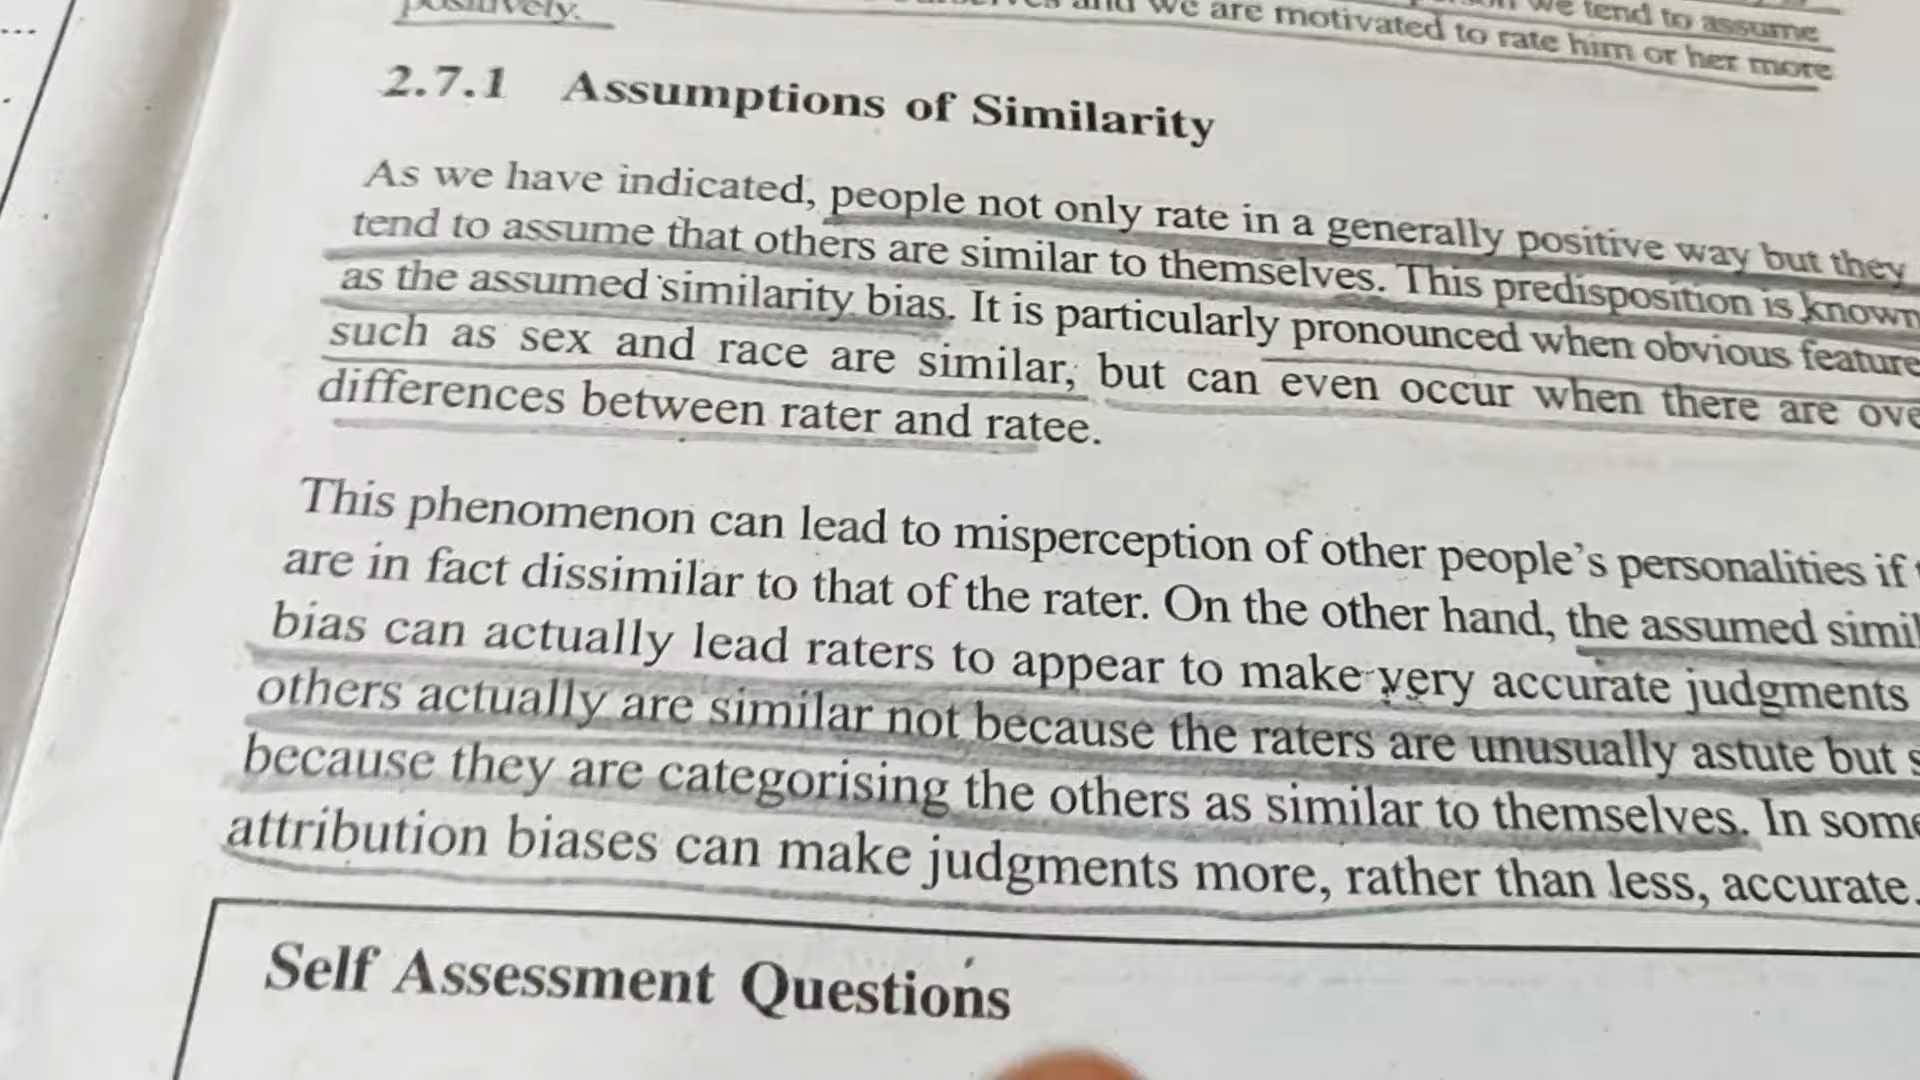 we tend to assume
and we are motivated to rate him or her more
positively.
2.7.1 Assumptions of Similarity
As we have indicated, people not only rate in a generally positive way but they
tend to assume that others are similar to themselves. This predisposition is known
as the assumed similarity bias. It is particularly pronounced when obvious feature
such as sex and race are similar, but can even occur when there are ove
differences between rater and ratee.
This phenomenon can lead to misperception of other people's personalities if
are in fact dissimilar to that of the rater. On the other hand, the assumed simil
bias can actually lead raters to appear to make very accurate judgments
others actually are similar not because the raters are unusually astute but s
because they are categorising the others as similar to themselves. In some
attribution biases can make judgments more, rather than less, accurate.
Self Assessment Questions